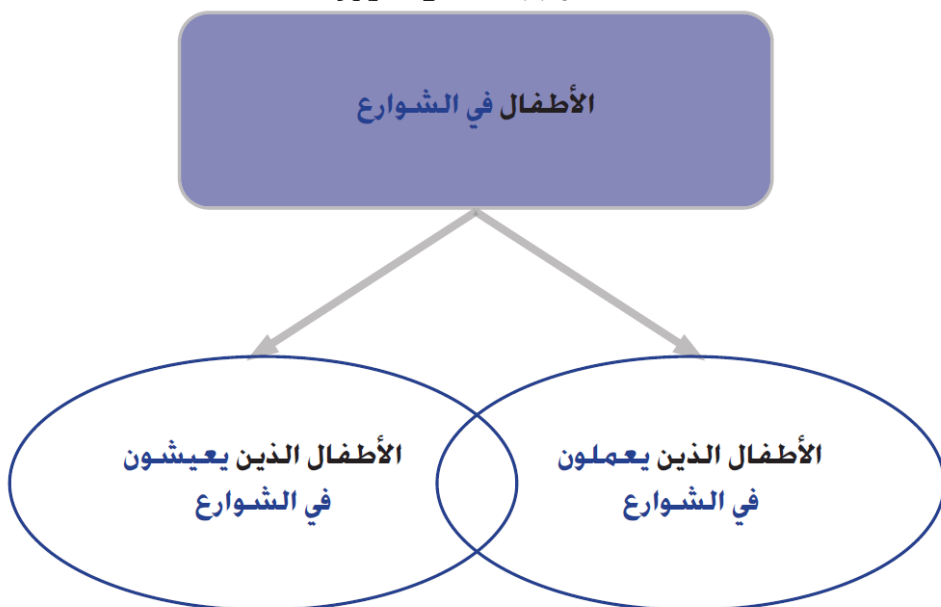 الأطفال في الشوارع
الأطفال الذين يعملون
في الشوارع
الأطفال الذين يعيشون
في الشوارع